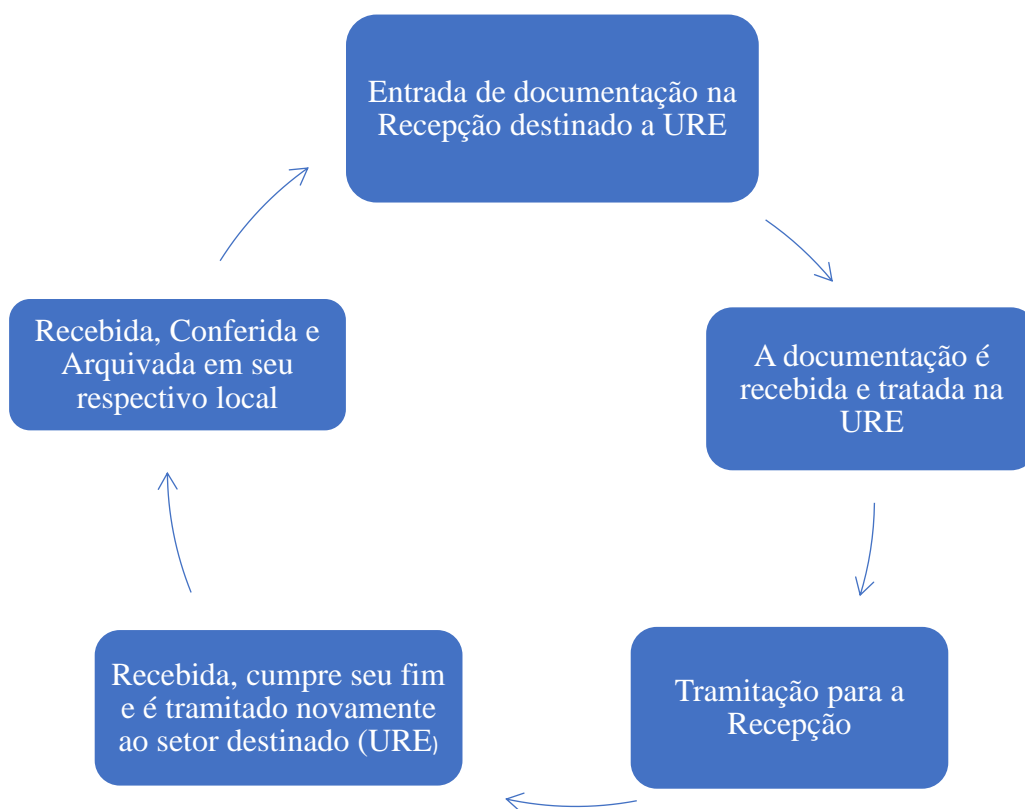 Entrada de documentação na
Recepção destinado a URE
A documentação é
recebida e tratada na
URE
Tramitação para a
Recepção
Recebida, cumpre seu fim
e é tramitado novamente
ao setor destinado (URE)
Recebida, Conferida e
Arquivada em seu
respectivo local